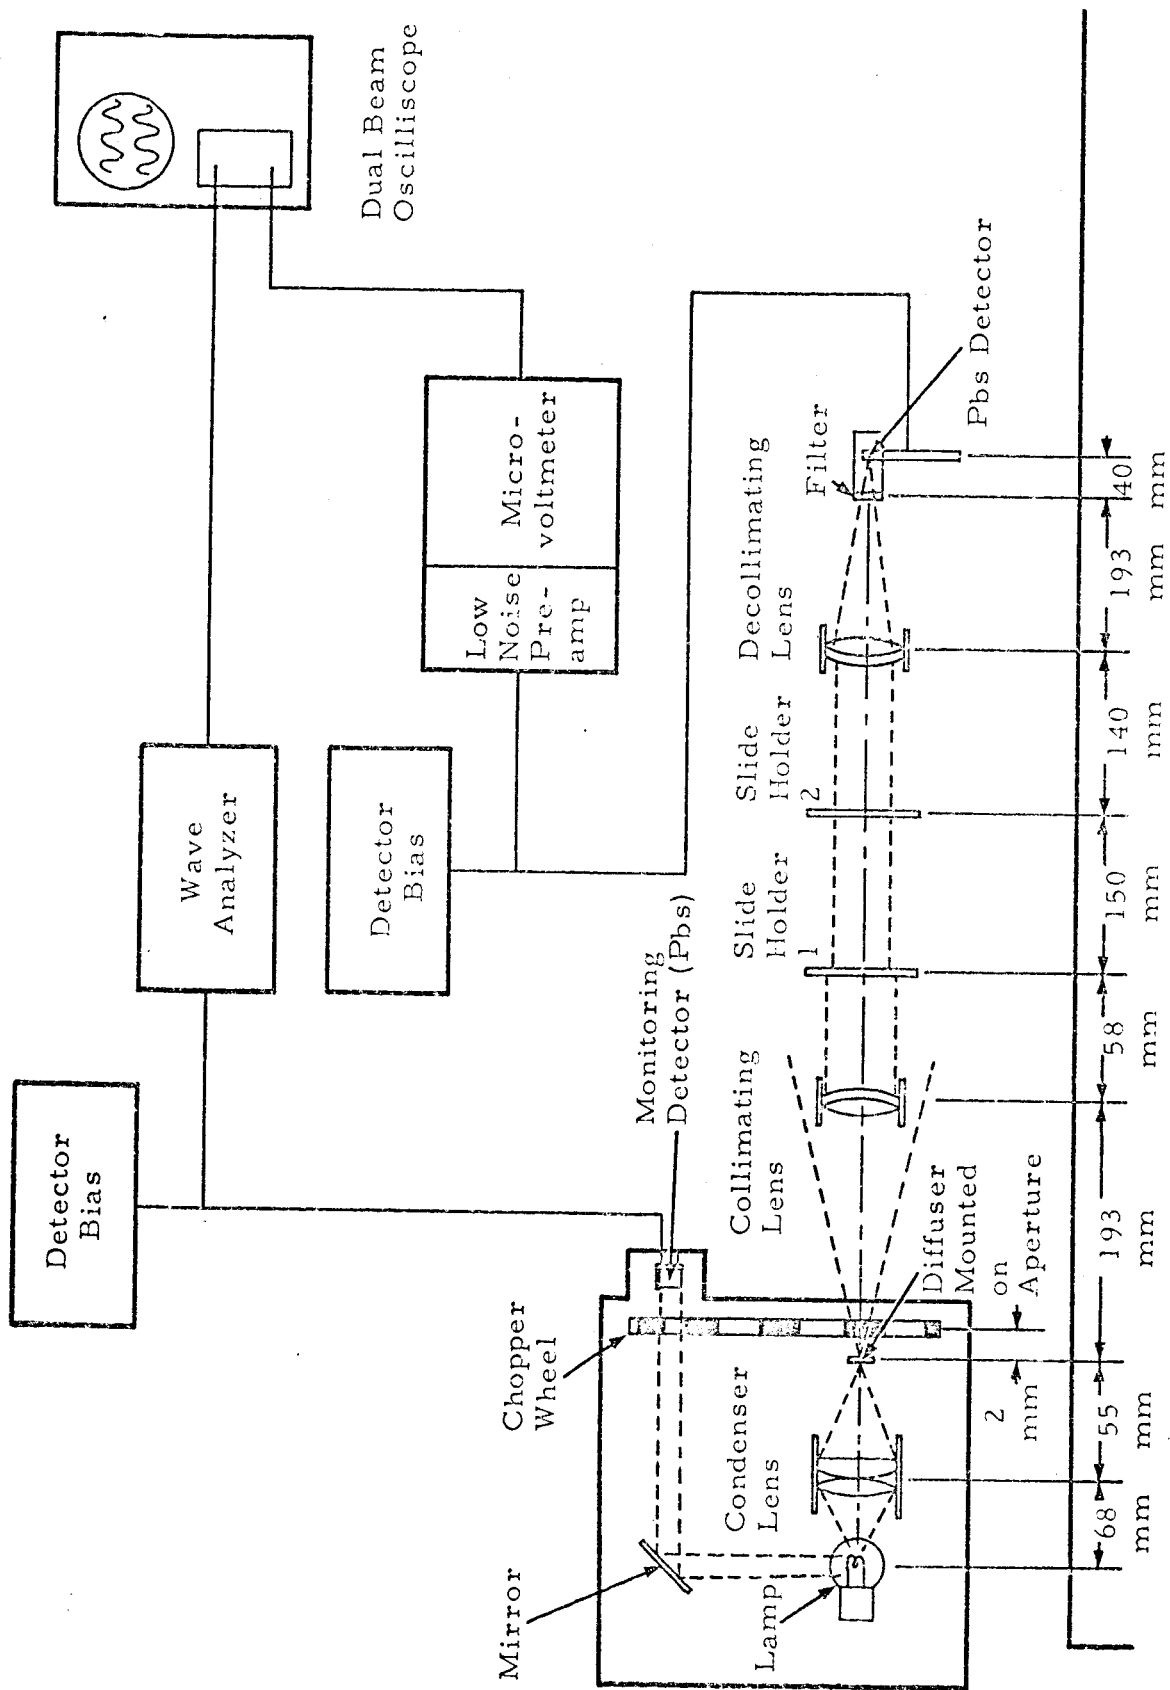 Detector
Bias
Wave
Analyzer
Dual Beam
Oscilliscope
Detector
Bias
Low
Noise
Pre-
amp
Micro-
voltmeter
Monitoring
Detector (Pbs)
Mirror
Chopper
Wheel
Lamp
Condenser
Lens
Collimating
Lens
Slide
Holder
1
Slide
Holder
2
Decollimating
Lens
Filter
Pbs Detector
Diffuser
Mounted
on
Aperture
2
mm
68
mm
55
mm
193
mm
58
mm
150
mm
140
mm
193
mm
40
mm